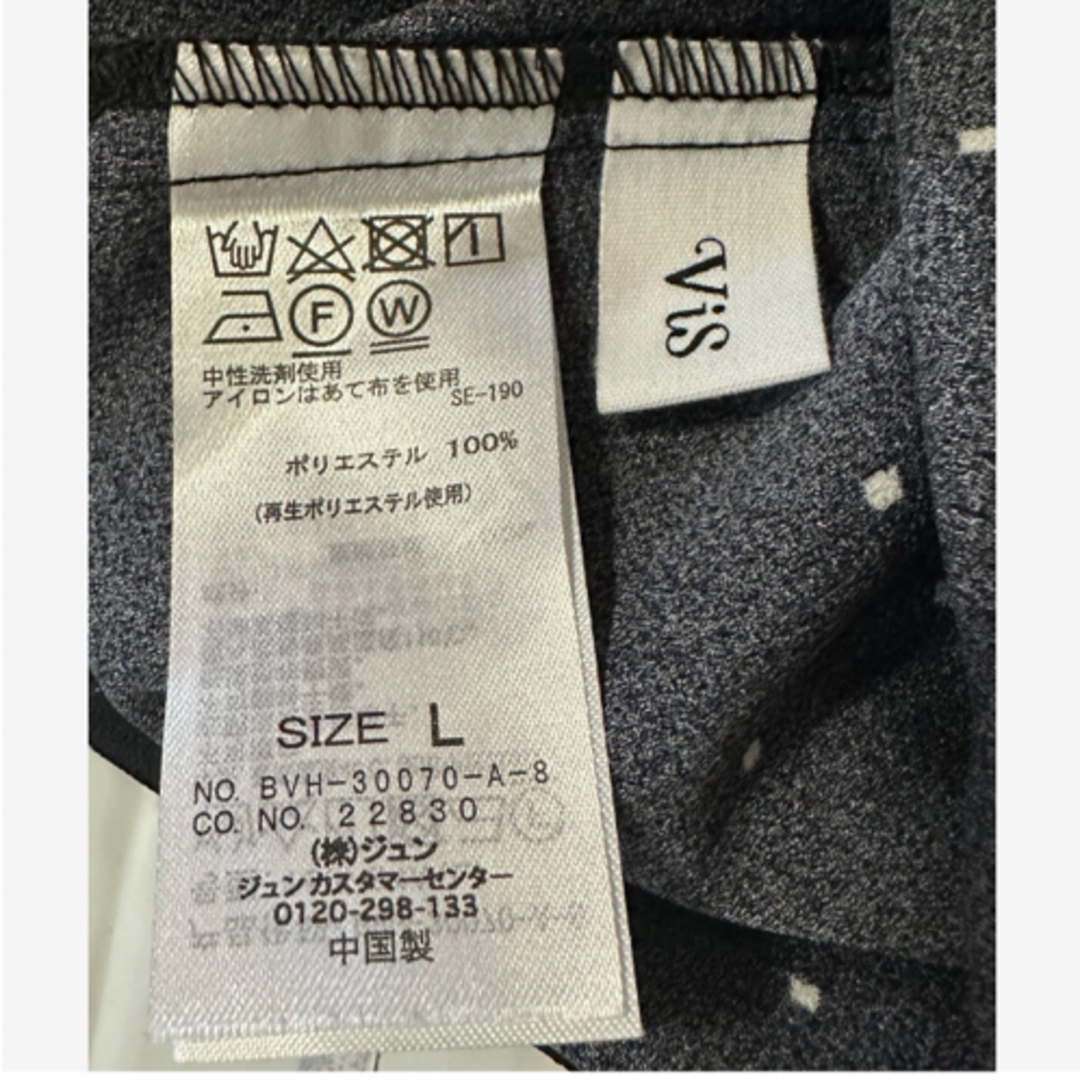 中性洗剤使用
アイロンはあて布を使用
SE-190
ポリエステル 100%
(再生ポリエステル使用)
SIZE L
NO. BVH-30070-A-8
CO. NO. 22830
(株)ジュン
ジュンカスタマーセンター
0120-298-133
中国製
ViS
F
W